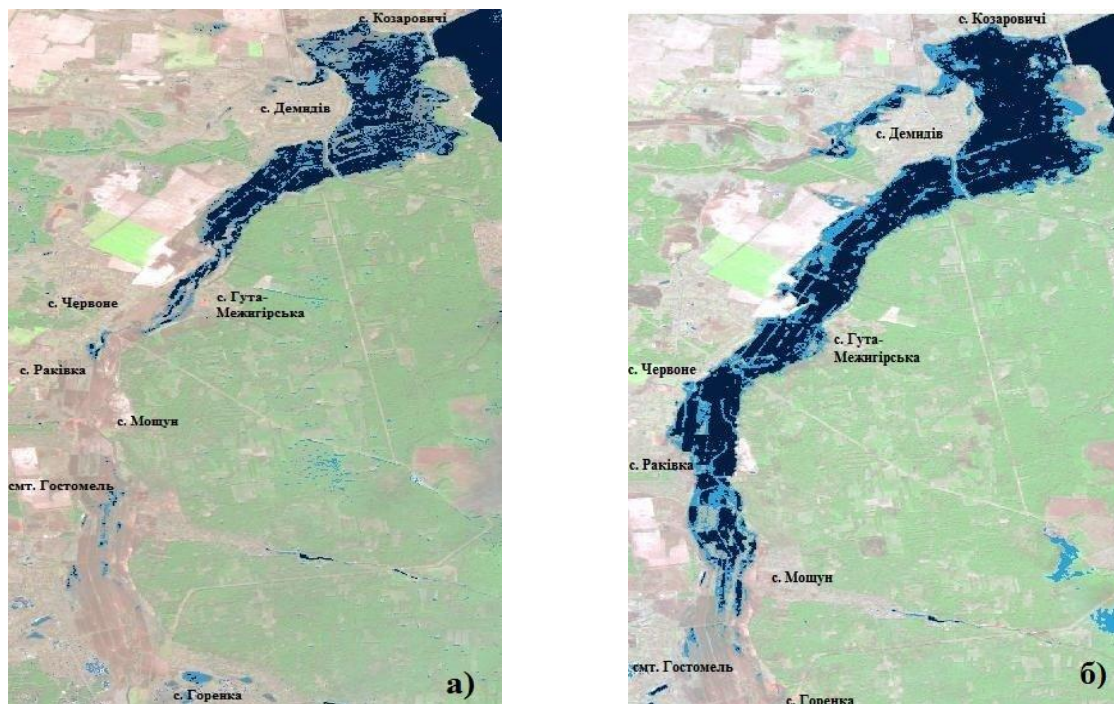 с. Козаровичі
с. Демидів
с. Червоне
с. Гута-
Межигірська
с. Раківка
с. Мощун
смт. Гостомель
с. Горенка
а)
с. Козаровичі
с. Демидів
с. Гута-
Межигірська
с. Червоне
с. Раківка
с. Мощун
смт. Гостомель
с. Горенка
б)